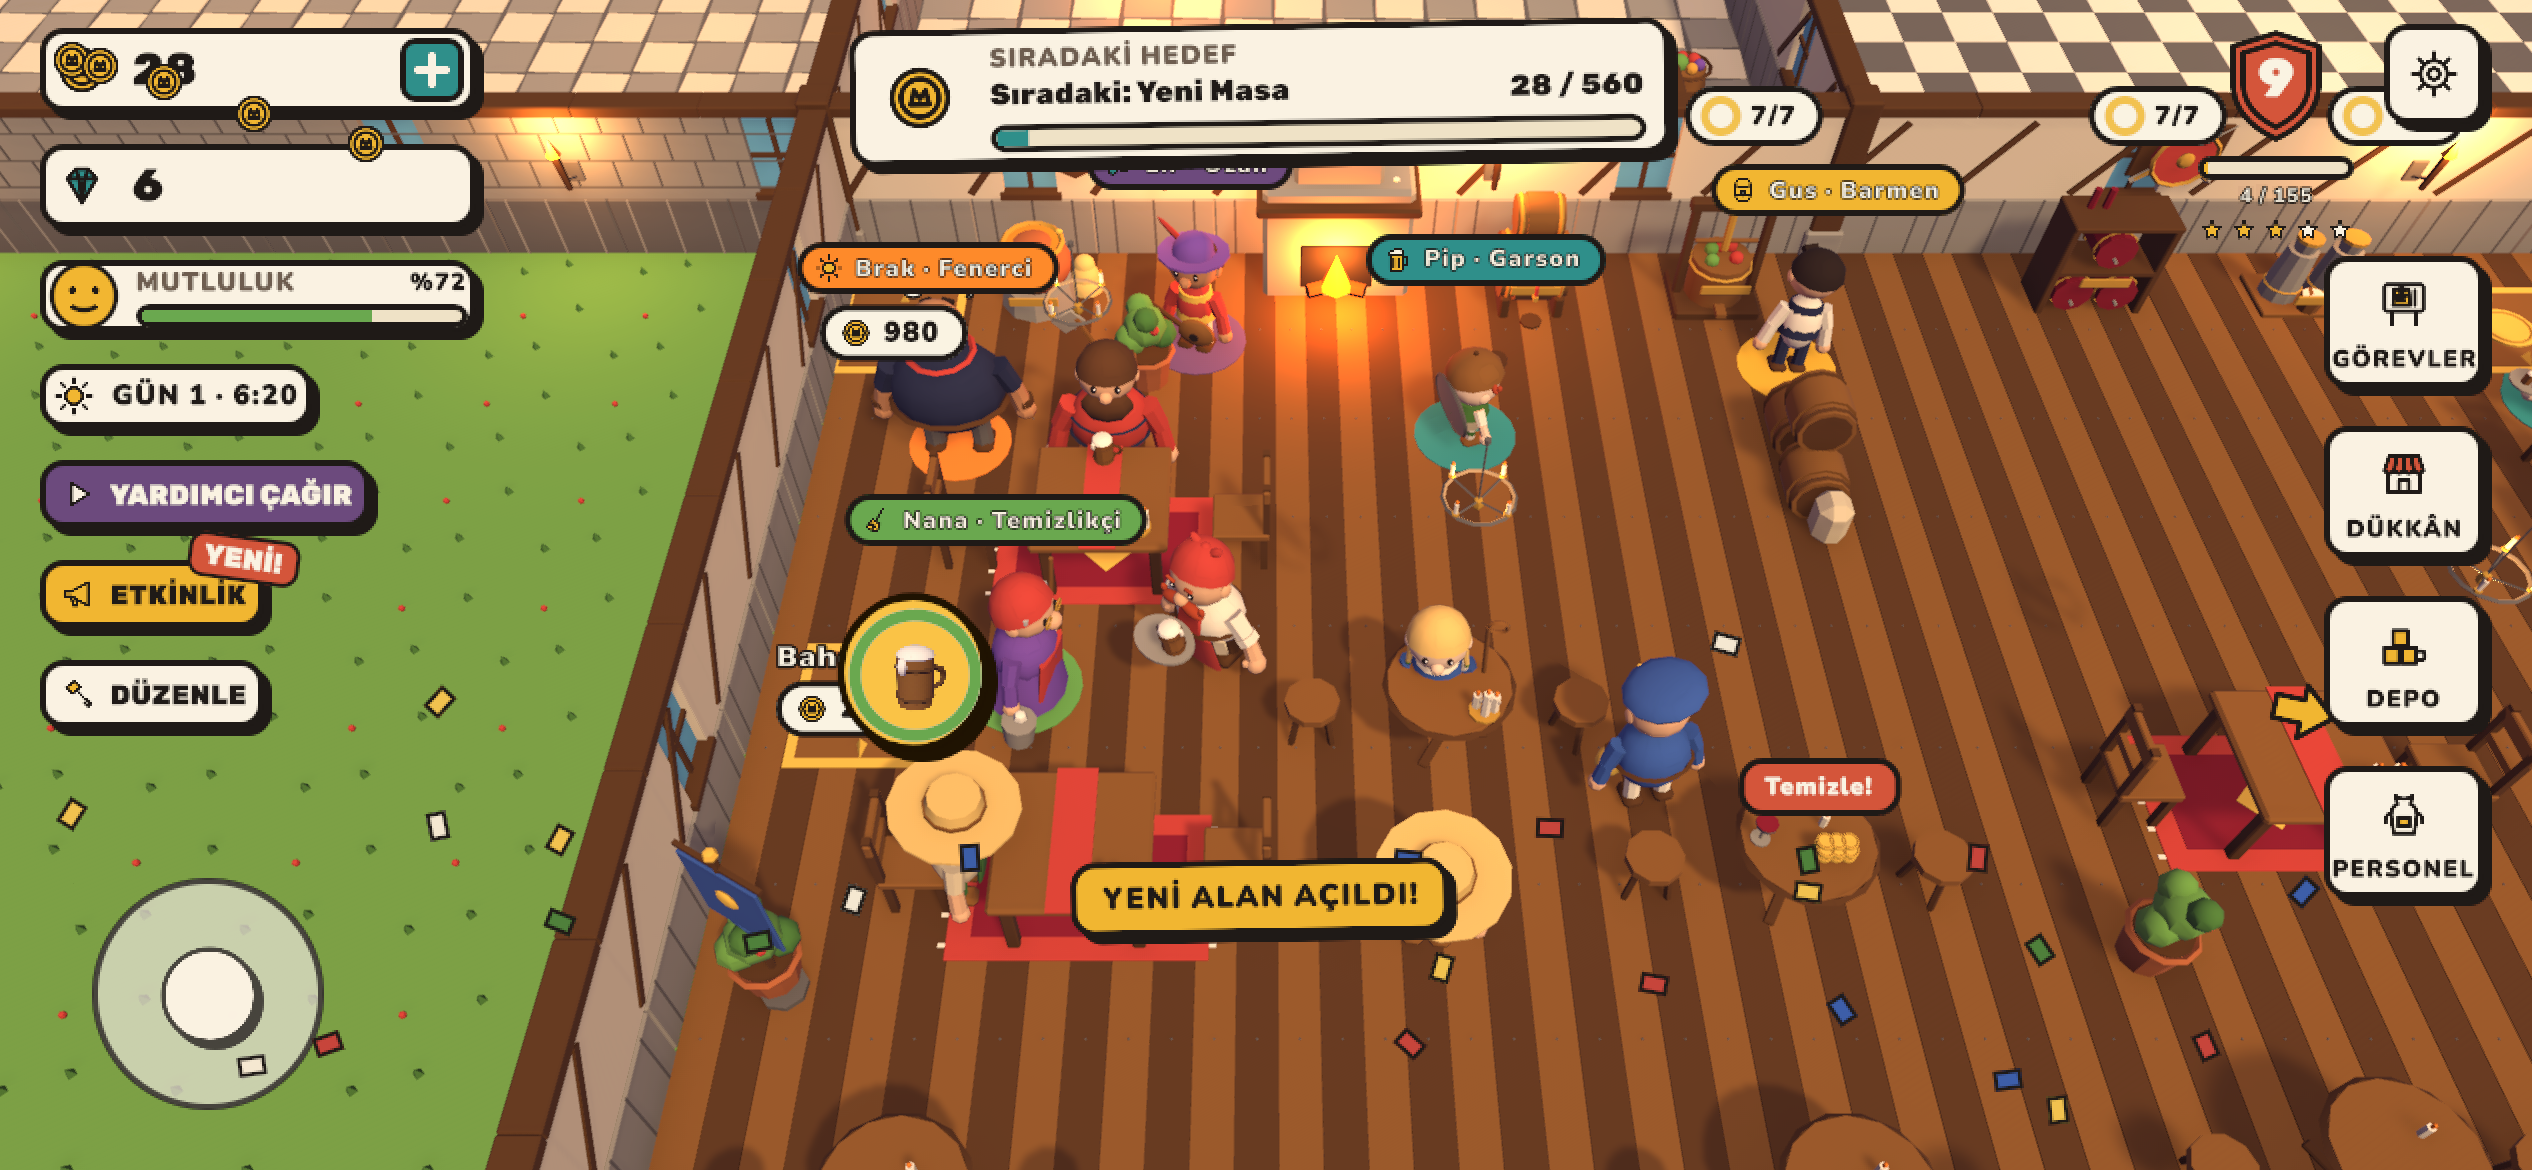 28
6
MUTLULUK
%72
GÜN 1 · 6:20
YARDIMCI ÇAĞIR
YENİ!
ETKİNLİK
DÜZENLE
SIRADAKİ HEDEF
Sıradaki: Yeni Masa
28 / 560
7/7
7/7
9
4 / 155
Gus · Barmen
Brak · Fenerci
980
Pip · Garson
Nana · Temizlikçi
Bah
Temizle!
YENİ ALAN AÇILDI!
GÖREVLER
DÜKKÂN
DEPO
PERSONEL